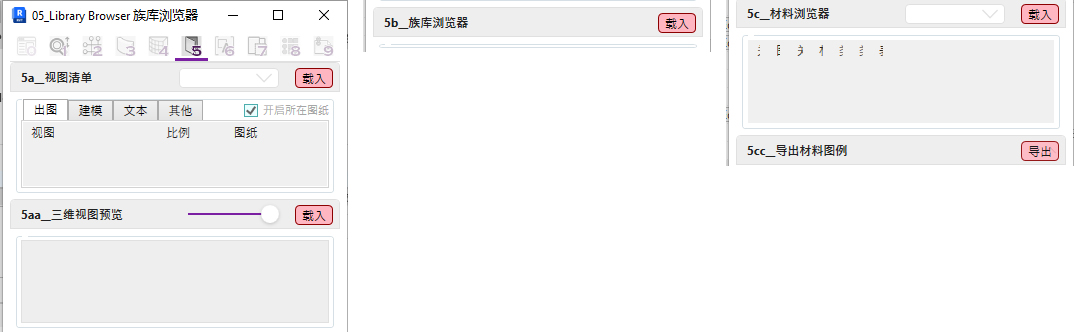 05_Library Browser 族库浏览器
2 3 4 5 6 7 8 9
5a__视图清单 载入
出图 建模 文本 其他 开启所在图纸
视图 比例 图纸
5aa__三维视图预览 载入
5b__族库浏览器 载入
5c__材料浏览器 载入
5cc__导出材料图例 导出